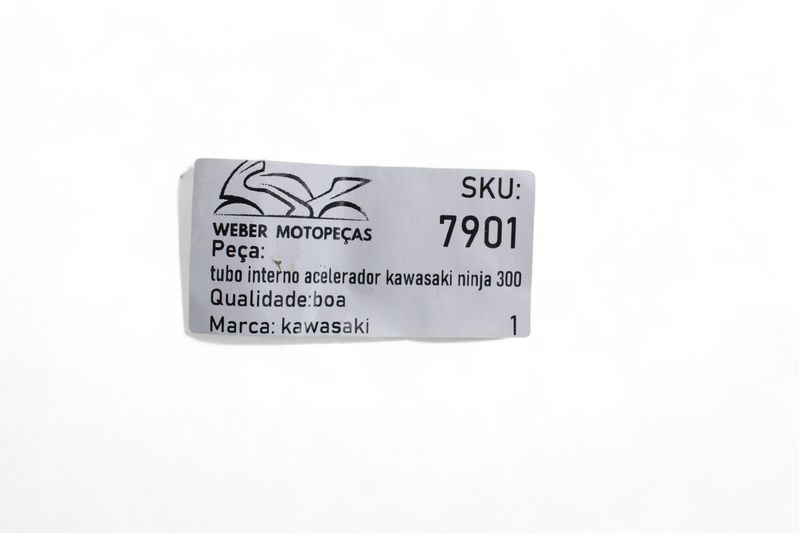 WEBER MOTOPEÇAS
SKU:
7901
Peça:
tubo interno acelerador kawasaki ninja 300
Qualidade:boa
Marca: kawasaki
1